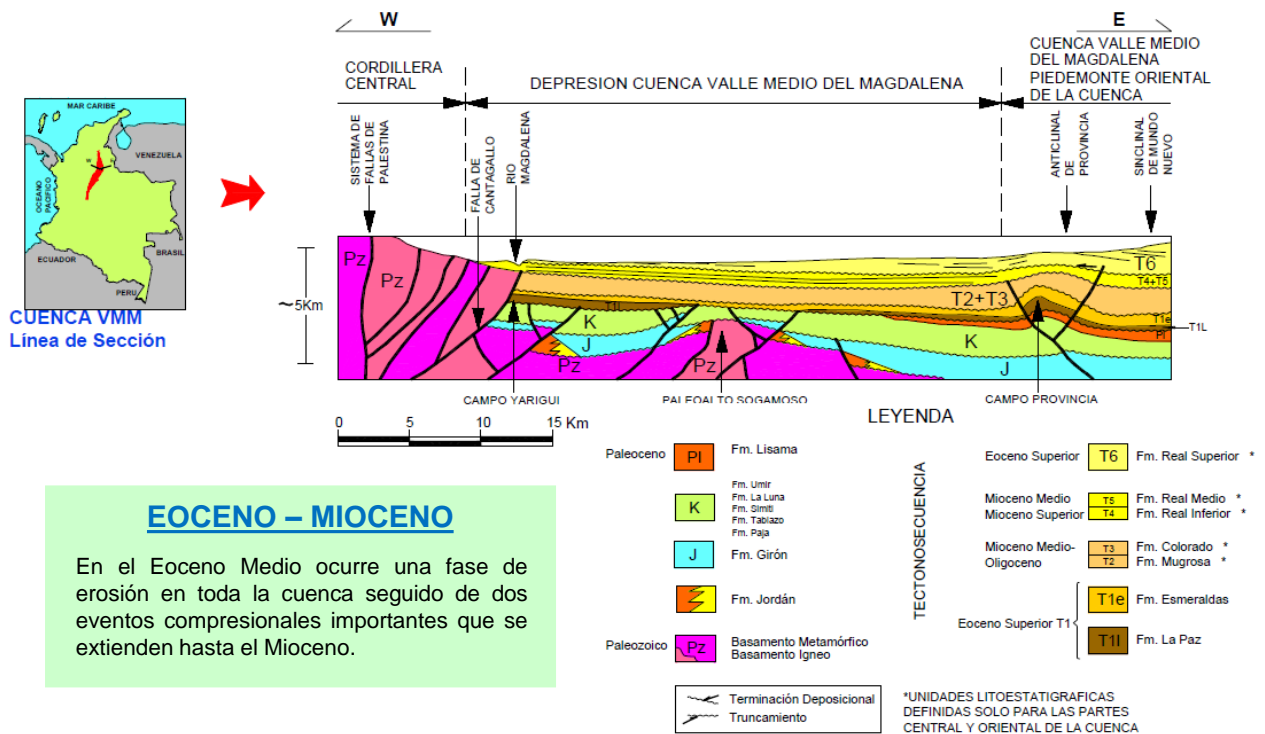 W
E
CORDILLERA
CENTRAL
DEPRESION CUENCA VALLE MEDIO DEL MAGDALENA
CUENCA VALLE MEDIO
DEL MAGDALENA
PIEDEMONTE ORIENTAL
DE LA CUENCA
MAR CARIBE
VENEZUELA
OCEANO
PACIFICO
W
E
BRASIL
ECUADOR
PERU
CUENCA VMM
Línea de Sección
SISTEMA DE
FALLAS DE
PALESTINA
FALLA DE
CANTAGALLO
RIO
MAGDALENA
ANTICLINAL
DE
PROVINCIA
SINCLINAL
DE MUNDO
NUEVO
~5Km
Pz
Pz
T1l
K
J
Pz
Pz
T2+T3
K
J
T6
T4+T5
T1e
T1L
Pl
CAMPO YARIGUI
PALEOALTO SOGAMOSO
CAMPO PROVINCIA
0 5 10 15 Km
LEYENDA
Paleoceno Pl Fm. Lisama
K
Fm. Umir
Fm. La Luna
Fm. Simití
Fm. Tablazo
Fm. Paja
J Fm. Girón
Fm. Jordán
Paleozoico Pz Basamento Metamórfico
Basamento Igneo
Terminación Deposicional
Truncamiento
TECTONOSECUENCIA
Eoceno Superior T6 Fm. Real Superior *
Mioceno Medio T5 Fm. Real Medio *
Mioceno Superior T4 Fm. Real Inferior *
Mioceno Medio- T3 Fm. Colorado *
Oligoceno T2 Fm. Mugrosa *
T1e Fm. Esmeraldas
Eoceno Superior T1
T1l Fm. La Paz
*UNIDADES LITOESTATIGRAFICAS
DEFINIDAS SOLO PARA LAS PARTES
CENTRAL Y ORIENTAL DE LA CUENCA
EOCENO – MIOCENO
En el Eoceno Medio ocurre una fase de
erosión en toda la cuenca seguido de dos
eventos compresionales importantes que se
extienden hasta el Mioceno.